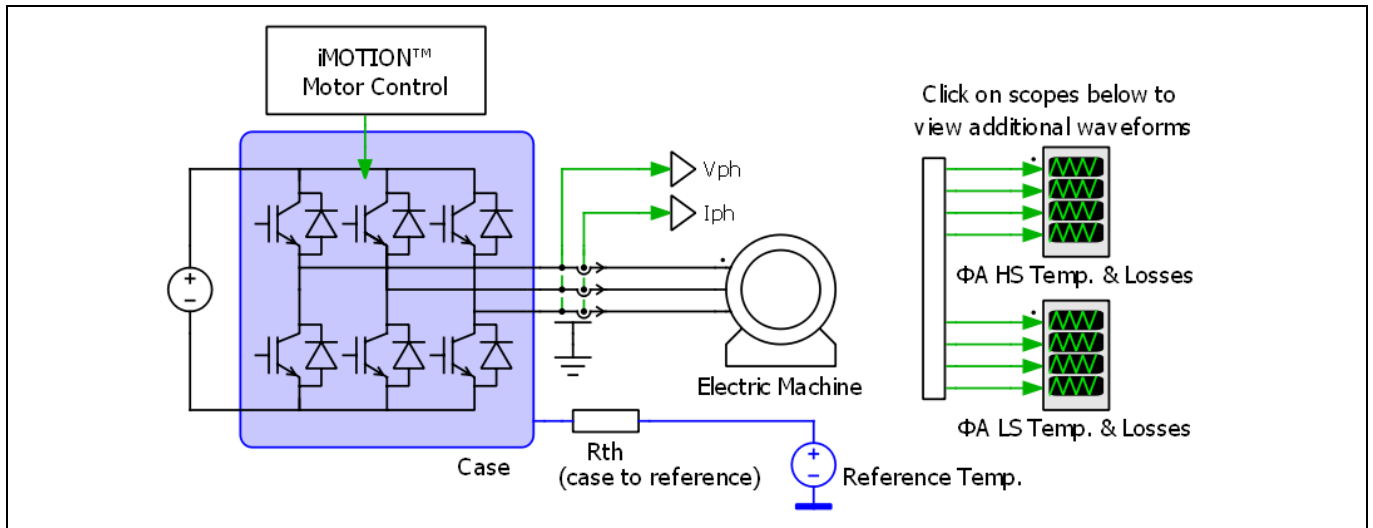 iMOTION™
Motor Control
Click on scopes below to
view additional waveforms
Vph
Iph
ΦA HS Temp. & Losses
Electric Machine
ΦA LS Temp. & Losses
Case
Rth
(case to reference)
Reference Temp.